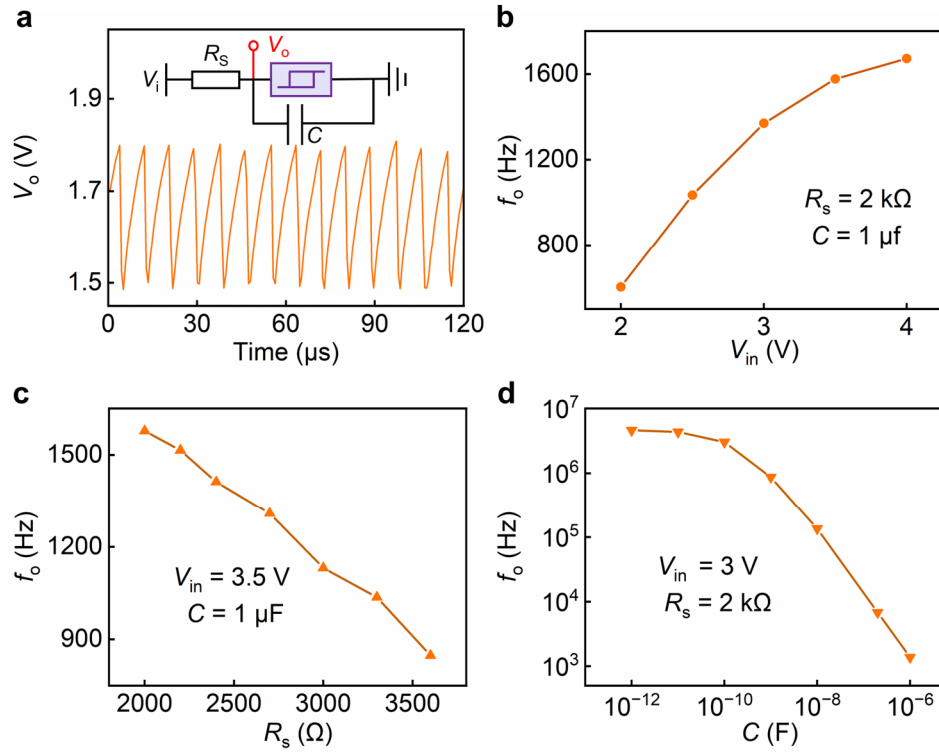 a
V_o (V)
1.9
1.7
1.5
0 30 60 90 120
Time (µs)
V_i
R_S
V_o
C
b
f_o (Hz)
1600
1200
800
2 3 4
V_in (V)
R_s = 2 kΩ
C = 1 µf
c
f_o (Hz)
1500
1200
900
2000 2500 3000 3500
R_s (Ω)
V_in = 3.5 V
C = 1 µF
d
f_o (Hz)
10^7
10^6
10^5
10^4
10^3
10^−12 10^−10 10^−8 10^−6
C (F)
V_in = 3 V
R_s = 2 kΩ